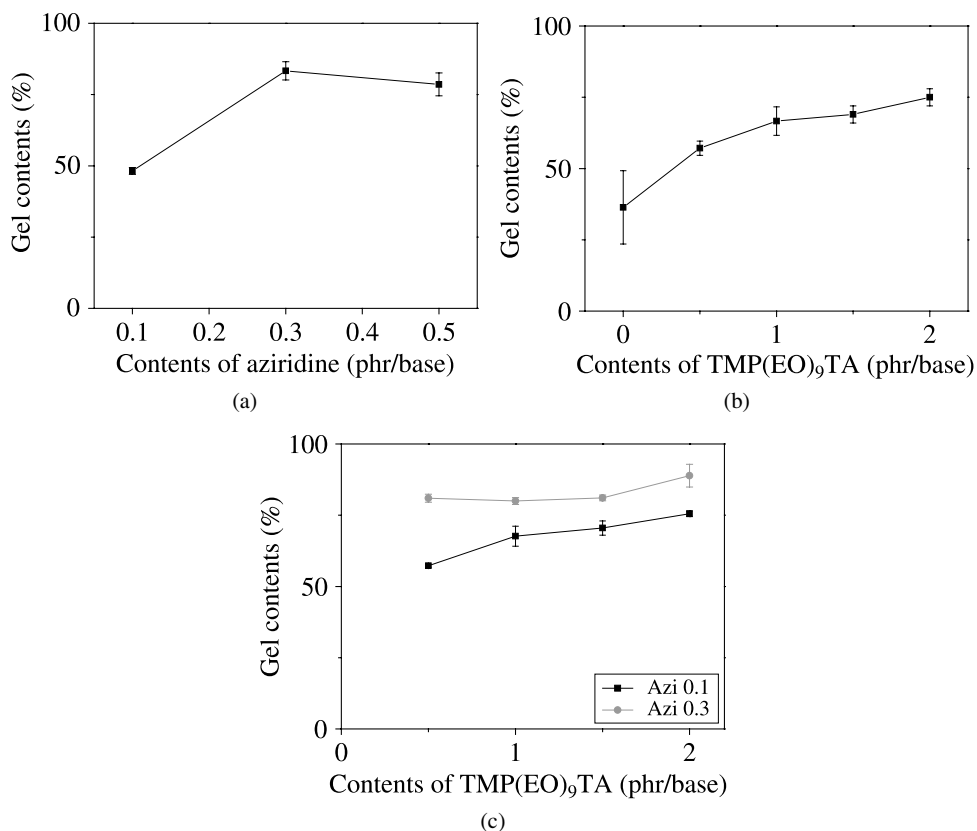 100
50
0
Gel contents (%)
0.1 0.2 0.3 0.4 0.5
Contents of aziridine (phr/base)
(a)
100
50
0
Gel contents (%)
0 1 2
Contents of TMP(EO)₉TA (phr/base)
(b)
100
50
0
Gel contents (%)
Azi 0.1
Azi 0.3
0 1 2
Contents of TMP(EO)₉TA (phr/base)
(c)